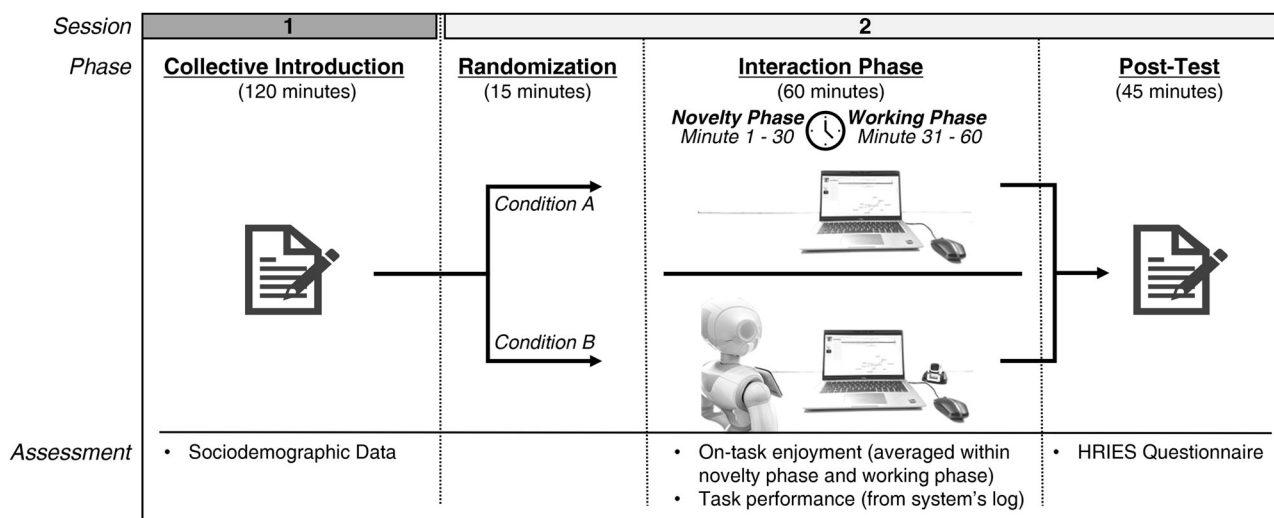 Session 1 2
Phase Collective Introduction Randomization Interaction Phase Post-Test
(120 minutes) (15 minutes) (60 minutes) (45 minutes)
Novelty Phase Working Phase
Minute 1 - 30 Minute 31 - 60
Condition A
Condition B
Assessment
• Sociodemographic Data
• On-task enjoyment (averaged within
novelty phase and working phase)
• Task performance (from system's log)
• HRIES Questionnaire